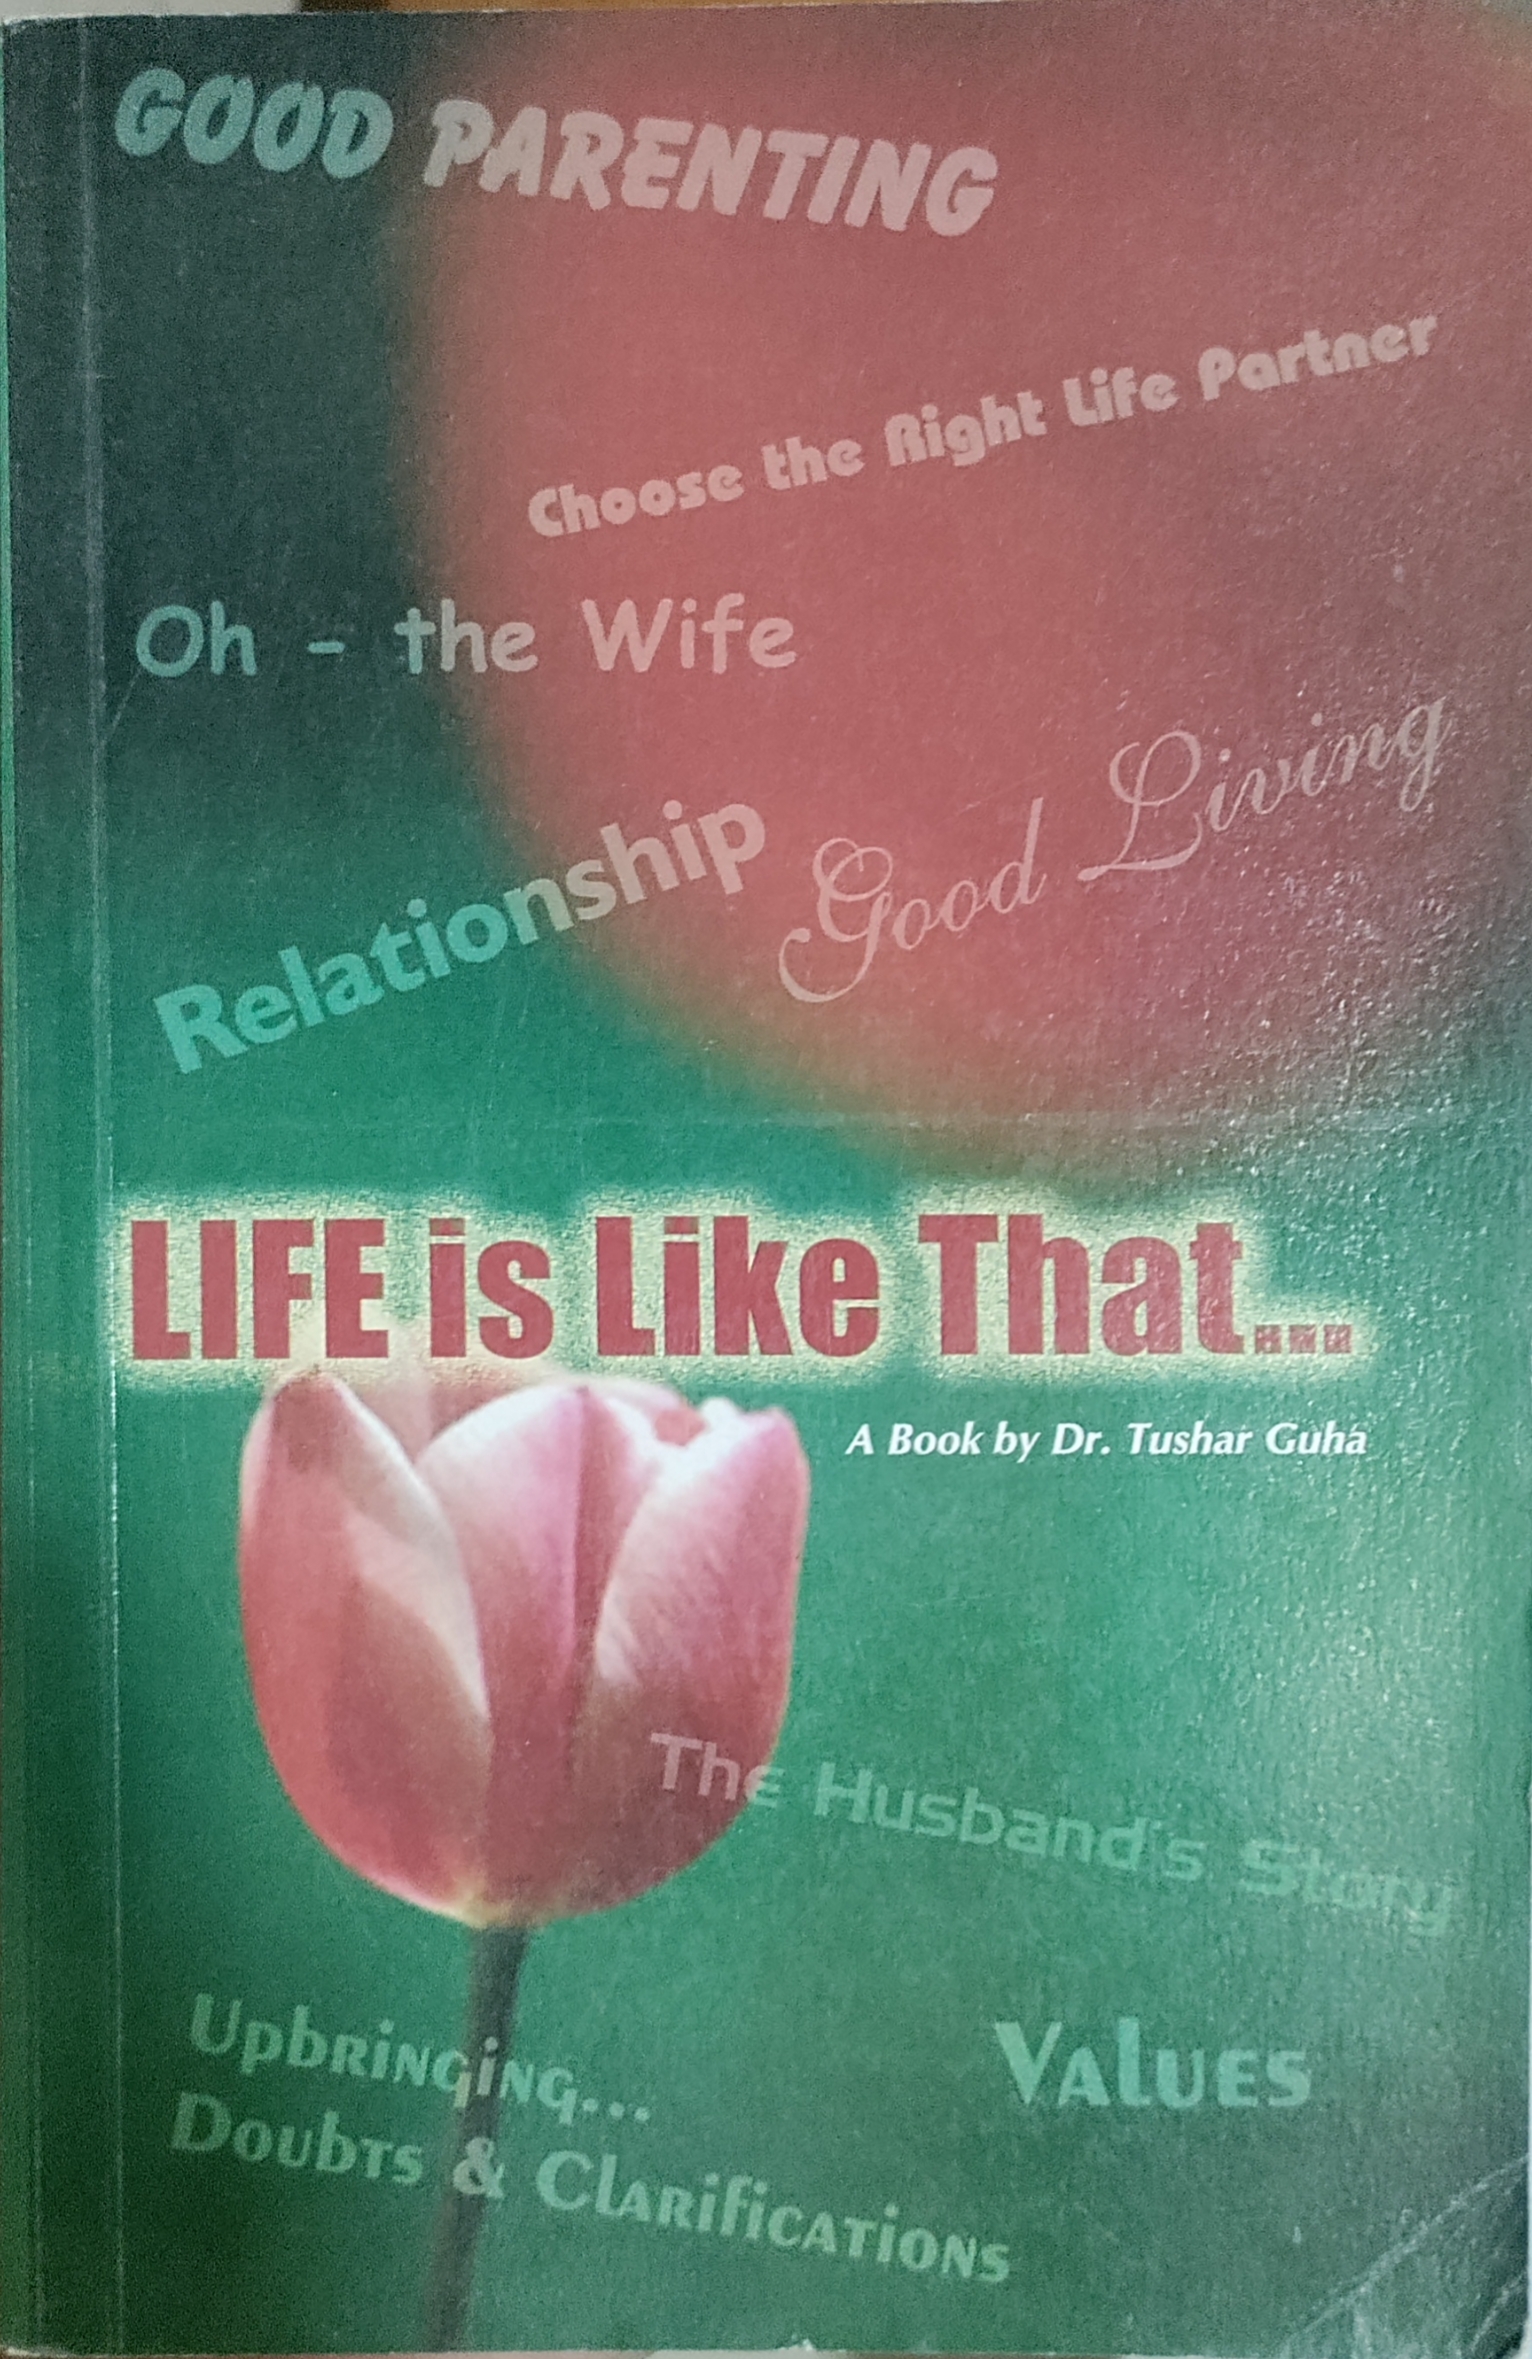 GOOD PARENTING
Choose the Right Life Partner
Oh - the Wife
Relationship
Good Living
LIFE is Like That...
A Book by Dr. Tushar Guha
The Husband's Story
Upbringing...
Doubts & Clarifications
Values